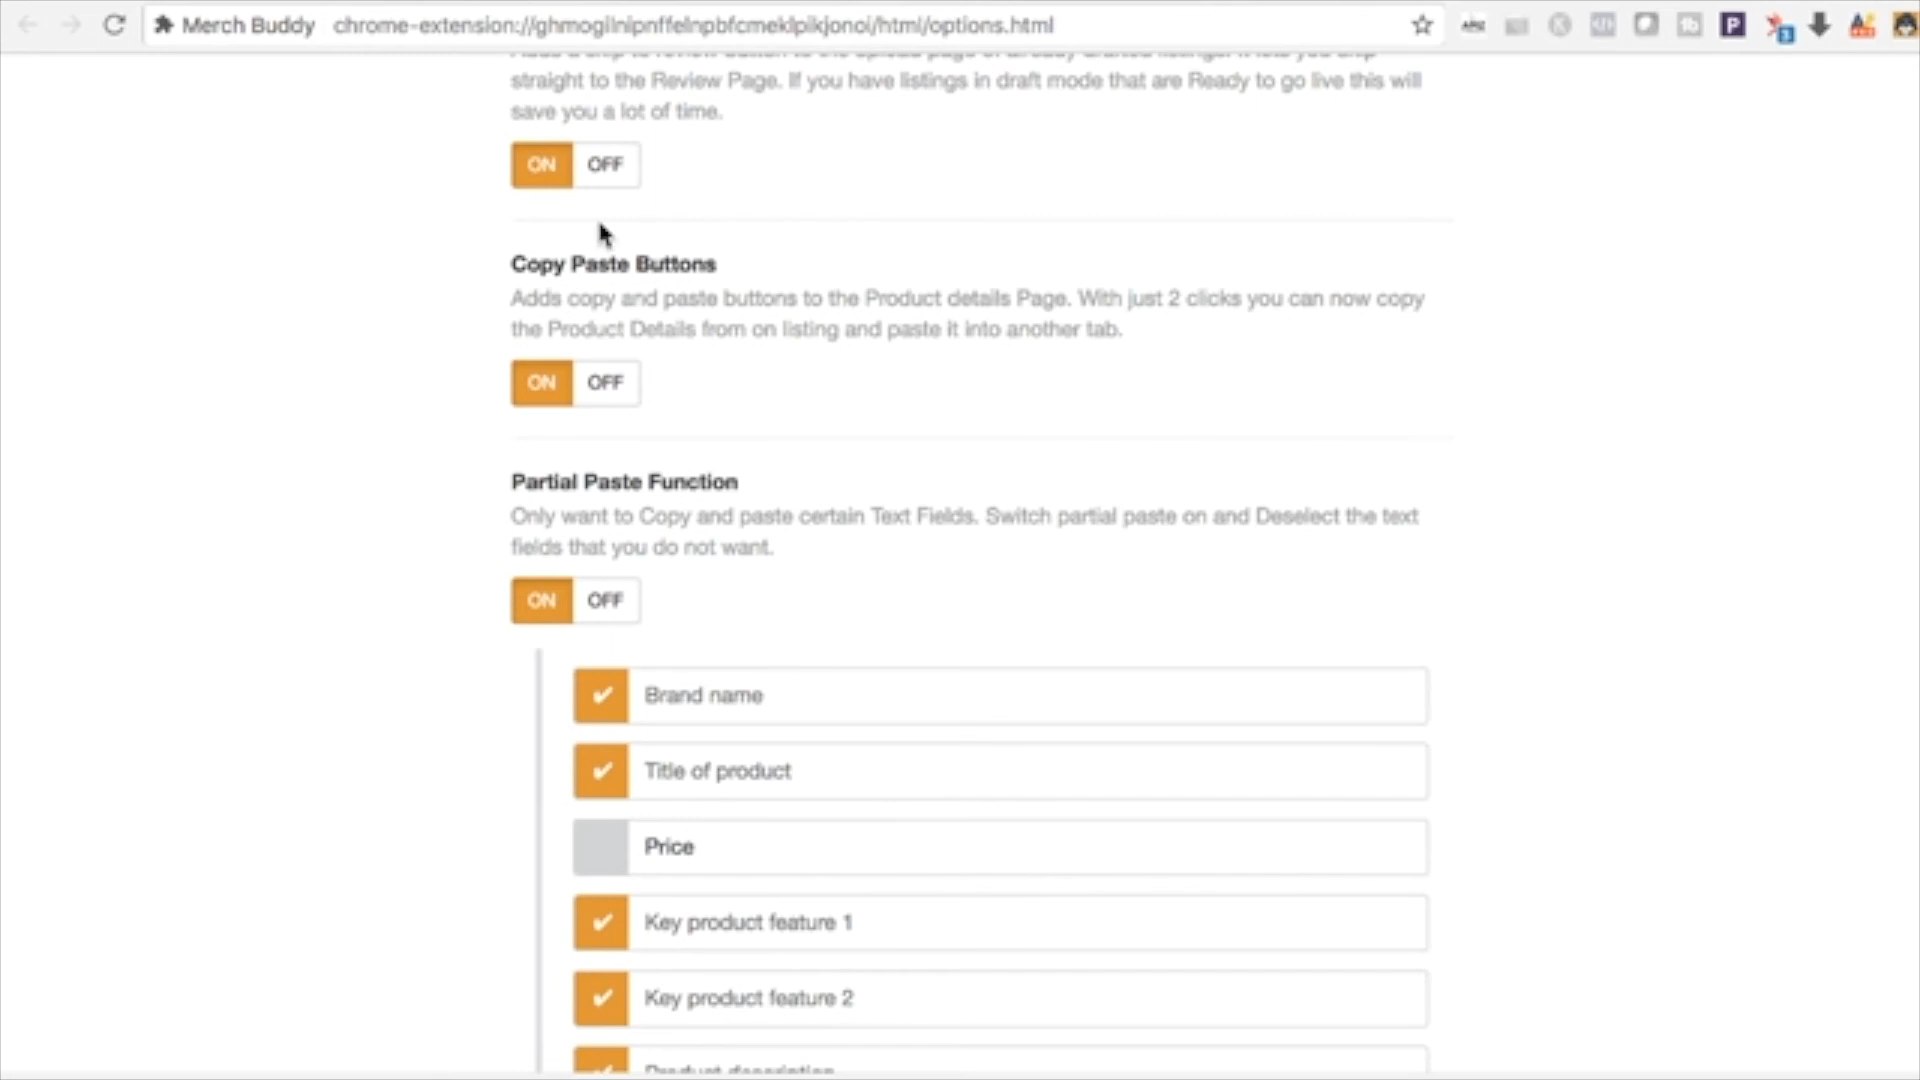 Merch Buddy chrome-extension://ghmogilnipnffelnpbfcmeklpikjonoi/html/options.html
straight to the Review Page. If you have listings in draft mode that are Ready to go live this will
save you a lot of time.
ON OFF
Copy Paste Buttons
Adds copy and paste buttons to the Product details Page. With just 2 clicks you can now copy
the Product Details from on listing and paste it into another tab.
ON OFF
Partial Paste Function
Only want to Copy and paste certain Text Fields. Switch partial paste on and Deselect the text
fields that you do not want.
ON OFF
Brand name
Title of product
Price
Key product feature 1
Key product feature 2
Product description